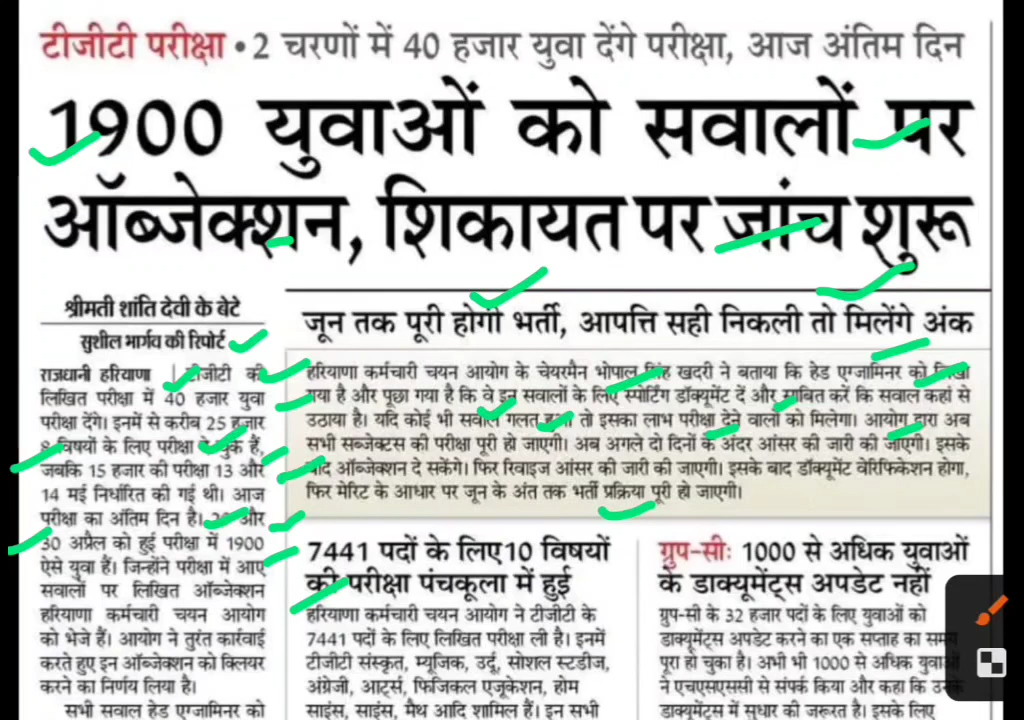 टीजीटी परीक्षा • 2 चरणों में 40 हजार युवा देंगे परीक्षा, आज अंतिम दिन
1900 युवाओं को सवालों पर
ऑब्जेक्शन, शिकायत पर जांच शुरू
श्रीमती शांति देवी के बेटे
सुशील भार्गव की रिपोर्ट
राजधानी हरियाणा | टीजीटी की
लिखित परीक्षा में 40 हजार युवा
परीक्षा देंगे। इनमें से करीब 25 हजार
विषयों के लिए परीक्षा चुके हैं,
जबकि 15 हजार की परीक्षा 13 और
14 मई निर्धारित की गई थी। आज
परीक्षा का अंतिम दिन है। और
30 अप्रैल को हुई परीक्षा में 1900
ऐसे युवा हैं। जिन्होंने परीक्षा में आए
सवालों पर लिखित ऑब्जेक्शन
हरियाणा कर्मचारी चयन आयोग
को भेजे हैं। आयोग ने तुरंत कार्रवाई
करते हुए इन ऑब्जेक्शन को क्लियर
करने का निर्णय लिया है।
सभी सवाल हेड एग्जामिनर को
जून तक पूरी होगी भर्ती, आपत्ति सही निकली तो मिलेंगे अंक
हरियाणा कर्मचारी चयन आयोग के चेयरमैन भोपाल सिंह खदरी ने बताया कि हेड एग्जामिनर को लिखा
गया है और पूछा गया है कि वे इन सवालों के लिए स्पोर्टिंग डॉक्यूमेंट दें और साबित करें कि सवाल कहां से
उठाया है। यदि कोई भी सवाल गलत हुआ तो इसका लाभ परीक्षा देने वालों को मिलेगा। आयोग द्वारा अब
सभी सब्जेक्टस की परीक्षा पूरी हो जाएगी। अब अगले दो दिनों के अंदर आंसर की जारी की जाएगी। इसके
बाद ऑब्जेक्शन दे सकेंगे। फिर रिवाइज आंसर की जारी की जाएगी। इसके बाद डॉक्यूमेंट वेरिफिकेशन होगा,
फिर मेरिट के आधार पर जून के अंत तक भर्ती प्रक्रिया पूरी हो जाएगी।
7441 पदों के लिए 10 विषयों
की परीक्षा पंचकूला में हुई
हरियाणा कर्मचारी चयन आयोग ने टीजीटी के
7441 पदों के लिए लिखित परीक्षा ली है। इनमें
टीजीटी संस्कृत, म्यूजिक, उर्दू, सोशल स्टडीज,
अंग्रेजी, आर्ट्स, फिजिकल एजूकेशन, होम
साइंस, साइंस, मैथ आदि शामिल हैं। इन सभी
ग्रुप-सी: 1000 से अधिक युवाओं
के डाक्यूमेंट्स अपडेट नहीं
ग्रुप-सी के 32 हजार पदों के लिए युवाओं को
डाक्यूमेंट्स अपडेट करने का एक सप्ताह का समय
पूरा हो चुका है। अभी भी 1000 से अधिक युवाओं
ने एचएसएससी से संपर्क किया और कहा कि उनके
डाक्यूमेंट्स में सुधार की जरूरत है। इसके लिए